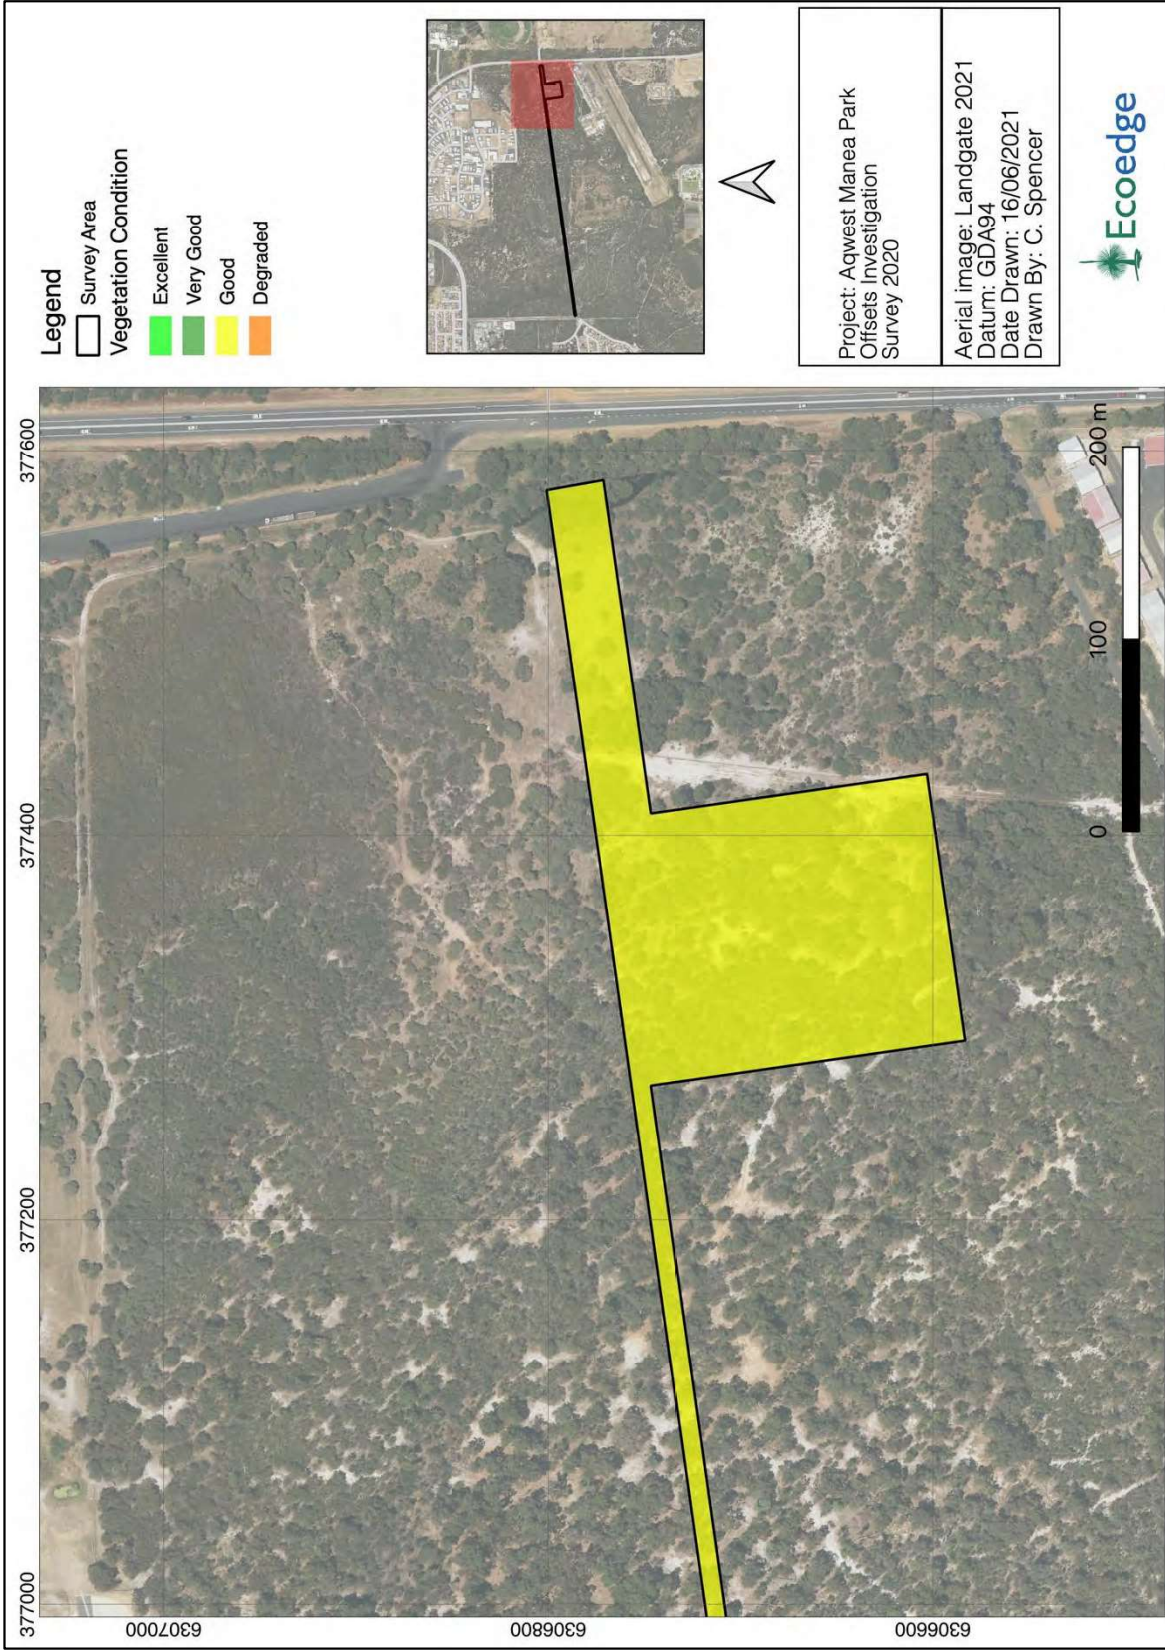 377000
377200
377400
377600
6307000
6306800
6306600
0
100
200 m
Legend
Survey Area
Vegetation Condition
Excellent
Very Good
Good
Degraded
Project: Aqwest Manea Park
Offsets Investigation
Survey 2020
Aerial image: Landgate 2021
Datum: GDA94
Date Drawn: 16/06/2021
Drawn By: C. Spencer
Ecoedge